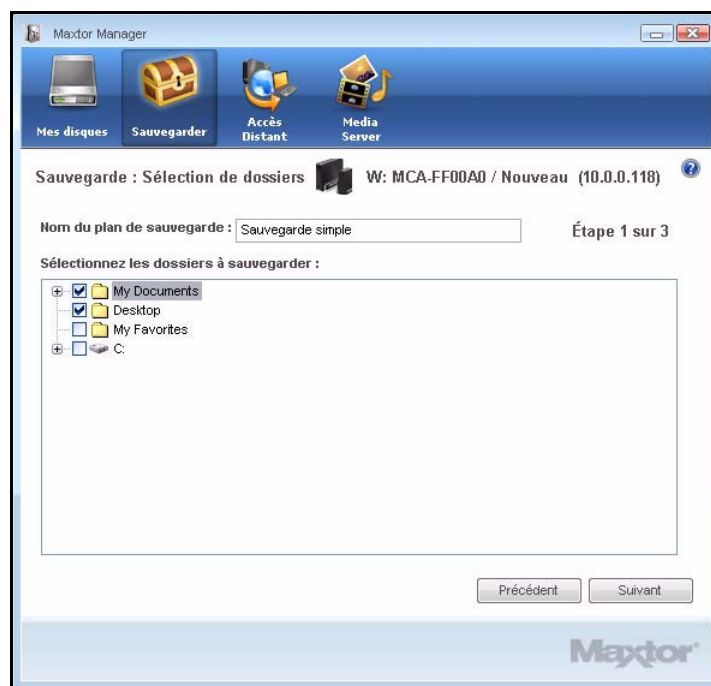 Maxtor Manager
Mes disques
Sauvegarder
Accès
Distant
Media
Server
Sauvegarde : Sélection de dossiers W: MCA-FF00A0 / Nouveau (10.0.0.118)
Nom du plan de sauvegarde : Sauvegarde simple Étape 1 sur 3
Sélectionnez les dossiers à sauvegarder :
My Documents
Desktop
My Favorites
C:
Précédent Suivant
Maxtor